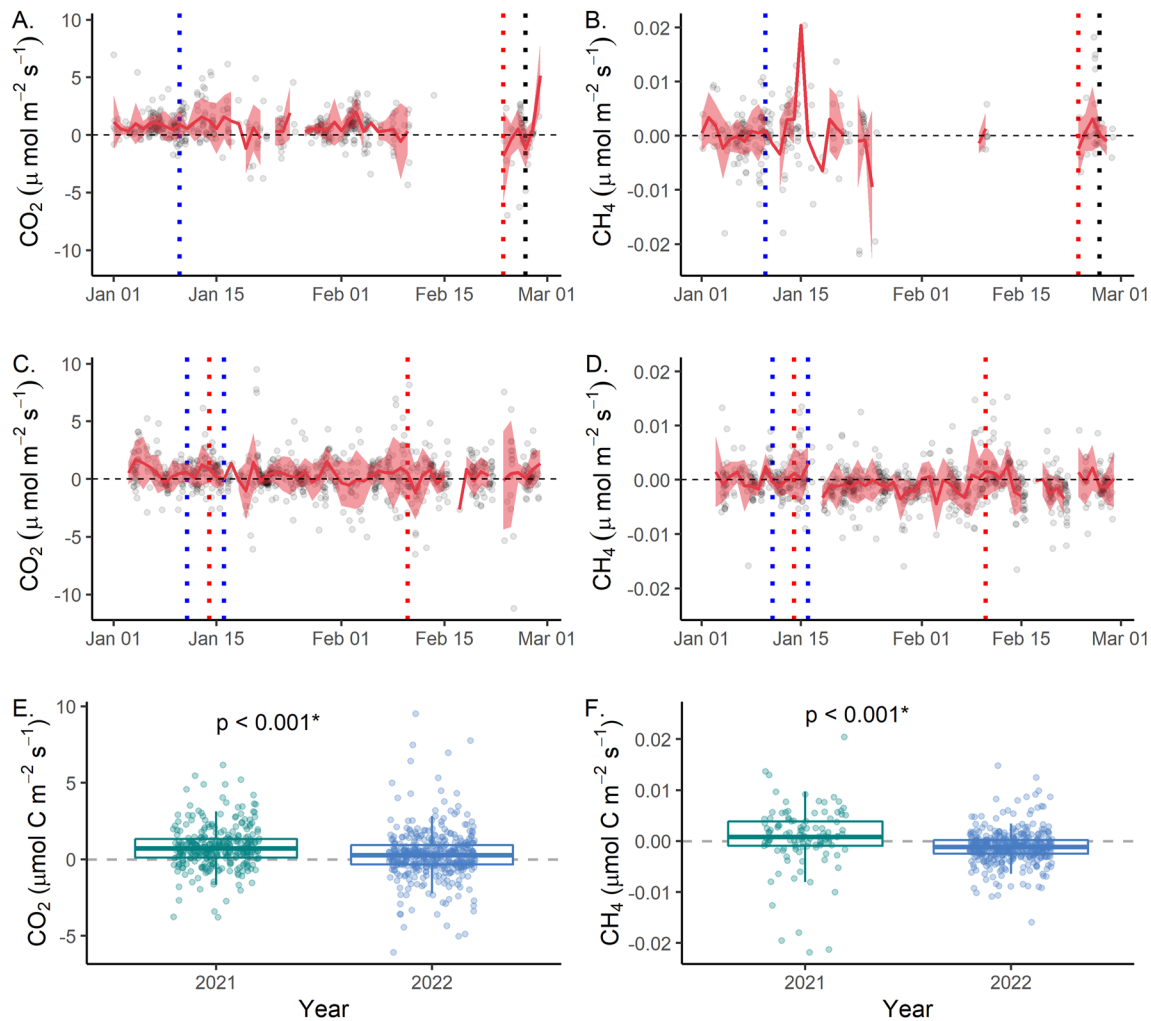 A.
CO₂ (μ mol m⁻² s⁻¹).
10
5
0
-5
-10
Jan 01 Jan 15 Feb 01 Feb 15 Mar 01
B.
CH₄ (μ mol m⁻² s⁻¹).
0.02
0.01
0.00
-0.01
-0.02
Jan 01 Jan 15 Feb 01 Feb 15 Mar 01
C.
CO₂ (μ mol m⁻² s⁻¹).
10
5
0
-5
-10
Jan 01 Jan 15 Feb 01 Feb 15 Mar 01
D.
CH₄ (μ mol m⁻² s⁻¹).
0.02
0.01
0.00
-0.01
-0.02
Jan 01 Jan 15 Feb 01 Feb 15 Mar 01
E.
CO₂ (μmol C m⁻² s⁻¹).
10
5
0
-5
p < 0.001*
2021 2022
Year
F.
CH₄ (μmol C m⁻² s⁻¹).
0.02
0.01
0.00
-0.01
-0.02
p < 0.001*
2021 2022
Year